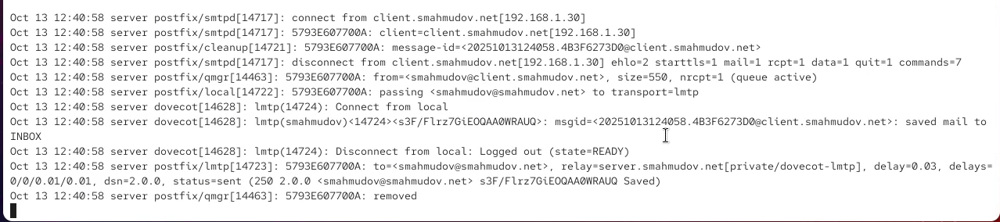 Oct 13 12:40:58 server postfix/smtpd[14717]: connect from client.smahmudov.net[192.168.1.30]
Oct 13 12:40:58 server postfix/smtpd[14717]: 5793E607700A: client=client.smahmudov.net[192.168.1.30]
Oct 13 12:40:58 server postfix/cleanup[14721]: 5793E607700A: message-id=<20251013124058.4B3F6273D0@client.smahmudov.net>
Oct 13 12:40:58 server postfix/smtpd[14717]: disconnect from client.smahmudov.net[192.168.1.30] ehlo=2 starttls=1 mail=1 rcpt=1 data=1 quit=1 commands=7
Oct 13 12:40:58 server postfix/qmgr[14463]: 5793E607700A: from=<smahmudov@client.smahmudov.net>, size=550, nrcpt=1 (queue active)
Oct 13 12:40:58 server postfix/local[14722]: 5793E607700A: passing <smahmudov@smahmudov.net> to transport=lmtp
Oct 13 12:40:58 server dovecot[14628]: lmtp(14724): Connect from local
Oct 13 12:40:58 server dovecot[14628]: lmtp(smahmudov)<14724><s3F/Flrz7GiEOQAA0WRAUQ>: msgid=<20251013124058.4B3F6273D0@client.smahmudov.net>: saved mail to
INBOX
Oct 13 12:40:58 server dovecot[14628]: lmtp(14724): Disconnect from local: Logged out (state=READY)
Oct 13 12:40:58 server postfix/lmtp[14723]: 5793E607700A: to=<smahmudov@smahmudov.net>, relay=server.smahmudov.net[private/dovecot-lmtp], delay=0.03, delays=
0/0/0.01/0.01, dsn=2.0.0, status=sent (250 2.0.0 <smahmudov@smahmudov.net> s3F/Flrz7GiEOQAA0WRAUQ Saved)
Oct 13 12:40:58 server postfix/qmgr[14463]: 5793E607700A: removed